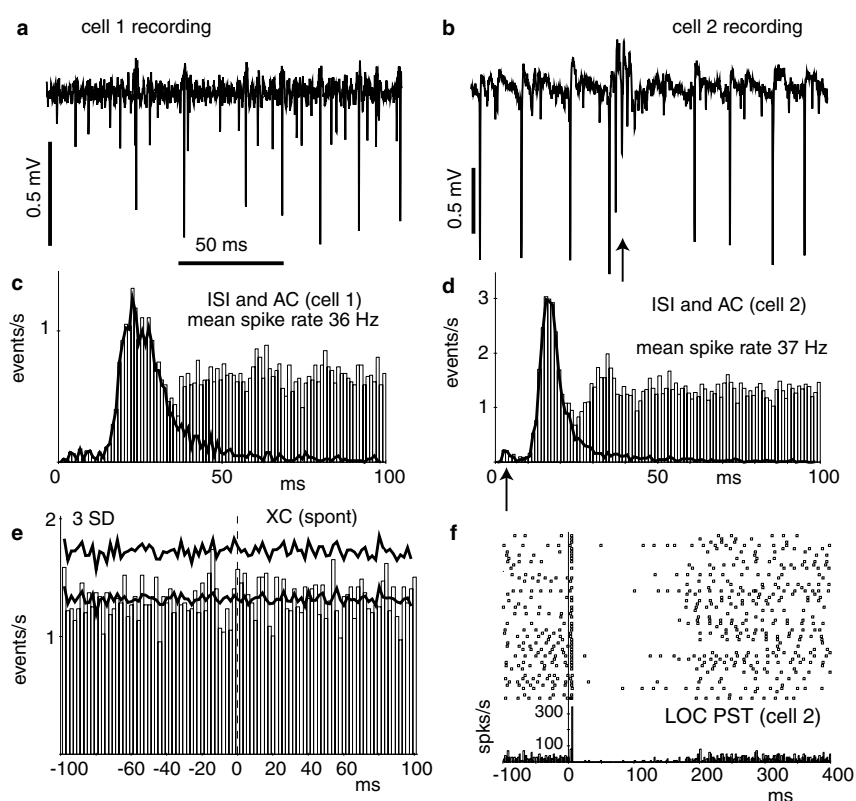 a cell 1 recording
b cell 2 recording
0.5 mV
0.5 mV
50 ms
c
ISI and AC (cell 1)
mean spike rate 36 Hz
events/s
1
0 50 100
ms
d
ISI and AC (cell 2)
mean spike rate 37 Hz
events/s
3
2
1
0 50 100
ms
e
3 SD XC (spont)
events/s
2
1
-100 -60 -40 -20 0 20 60 100
ms
f
LOC PST (cell 2)
spks/s
300
100
-100 0 100 200 300 400
ms